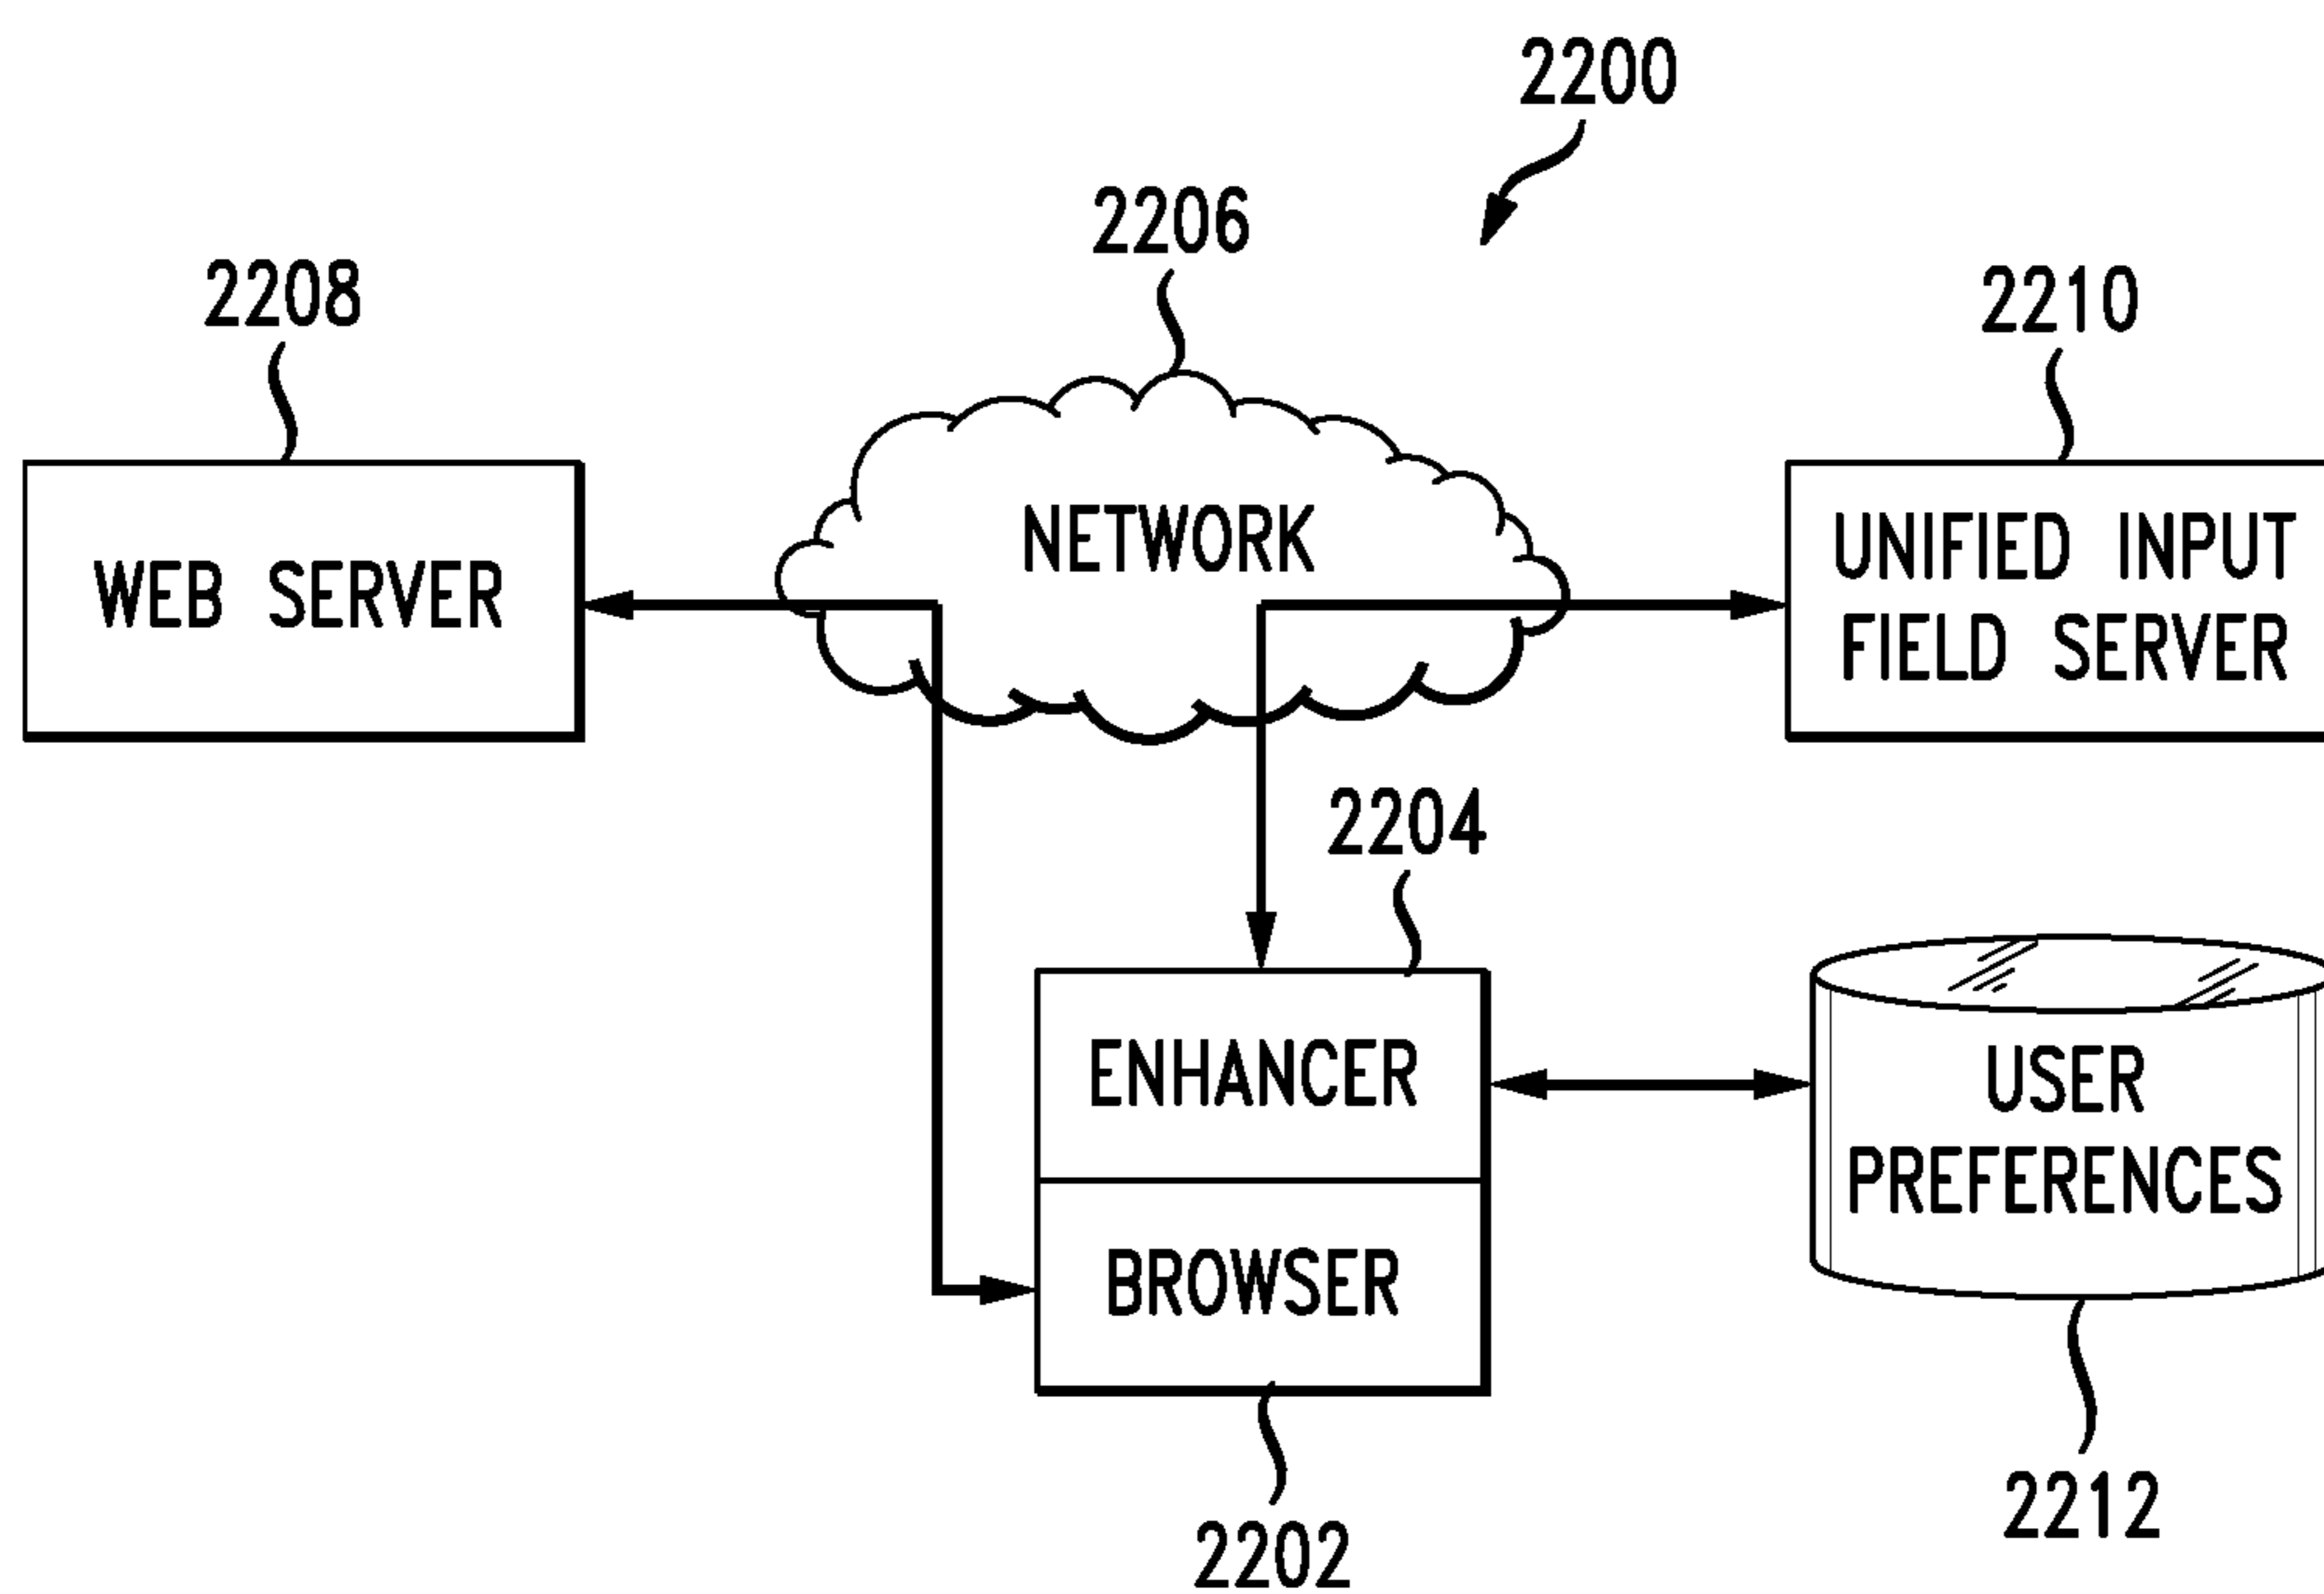 2200
2206
2208
2210
NETWORK
WEB SERVER
UNIFIED INPUT
FIELD SERVER
2204
ENHANCER
USER
PREFERENCES
BROWSER
2212
2202